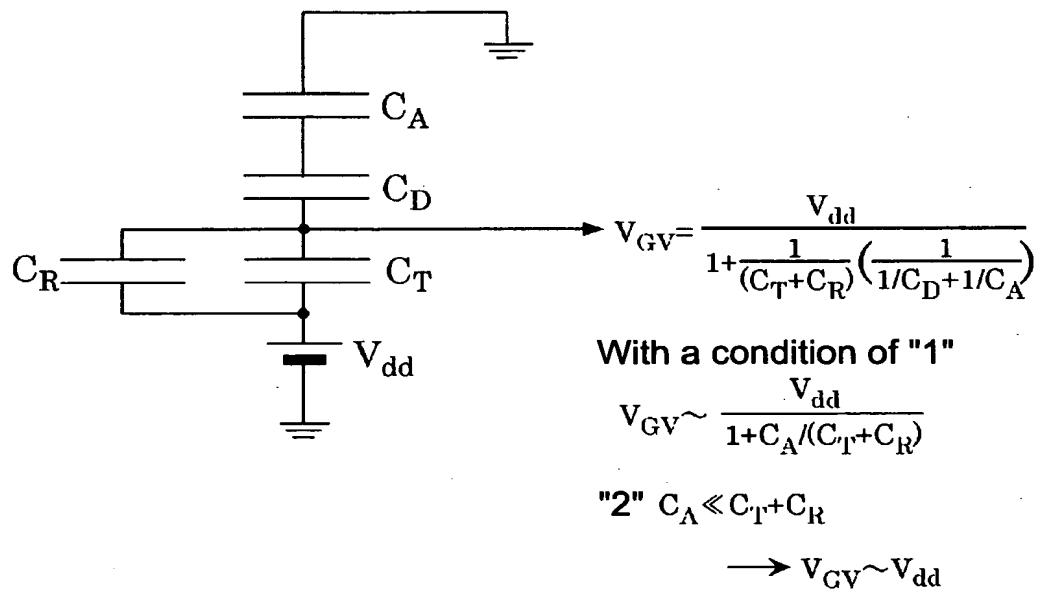 C_A
C_D
C_R
C_T
V_dd
V_GV = V_dd / (1+ 1/(C_T+C_R) (1/(1/C_D+1/C_A)))
With a condition of "1"
V_GV ~ V_dd / (1+C_A/(C_T+C_R))
"2" C_A ≪ C_T+C_R
→ V_GV ~ V_dd